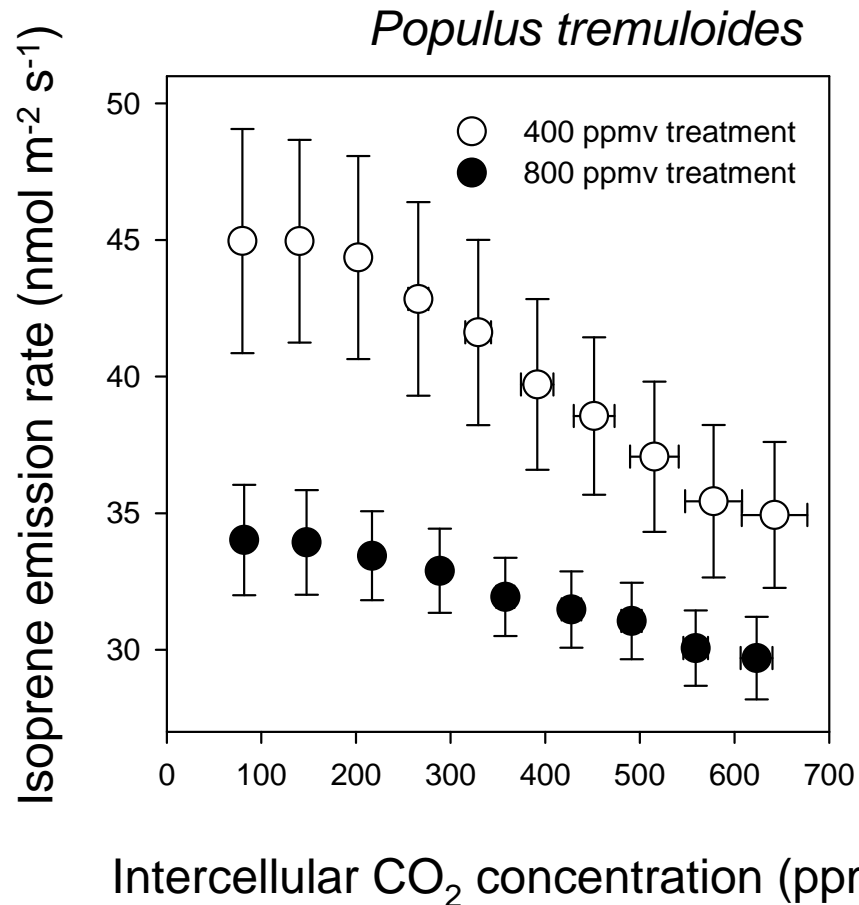 Populus tremuloides
Isoprene emission rate (nmol m-2 s-1)
50
400 ppmv treatment
800 ppmv treatment
45
40
35
30
0 100 200 300 400 500 600 700
Intercellular CO2 concentration (ppm